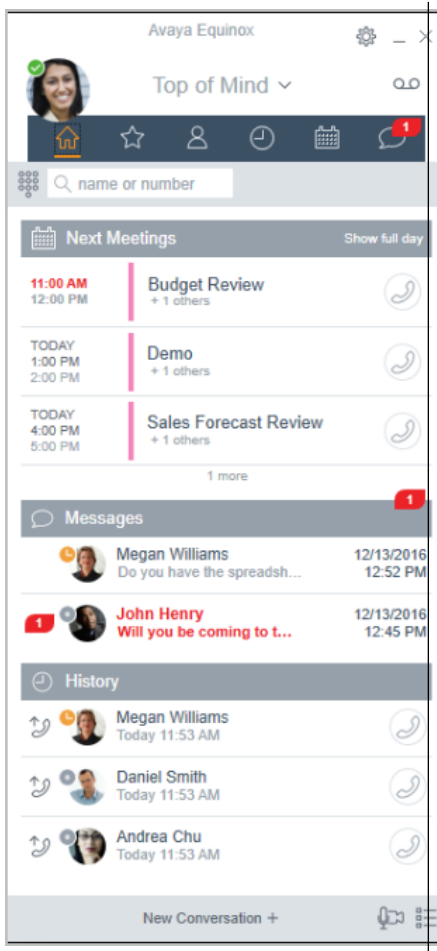 Avaya Equinox
Top of Mind
1
name or number
Next Meetings Show full day
11:00 AM Budget Review
12:00 PM + 1 others
TODAY
1:00 PM Demo
2:00 PM + 1 others
TODAY
4:00 PM Sales Forecast Review
5:00 PM + 1 others
1 more
1
Messages
Megan Williams 12/13/2016
Do you have the spreadsh... 12:52 PM
1 John Henry 12/13/2016
Will you be coming to t... 12:45 PM
History
Megan Williams
Today 11:53 AM
Daniel Smith
Today 11:53 AM
Andrea Chu
Today 11:53 AM
New Conversation +